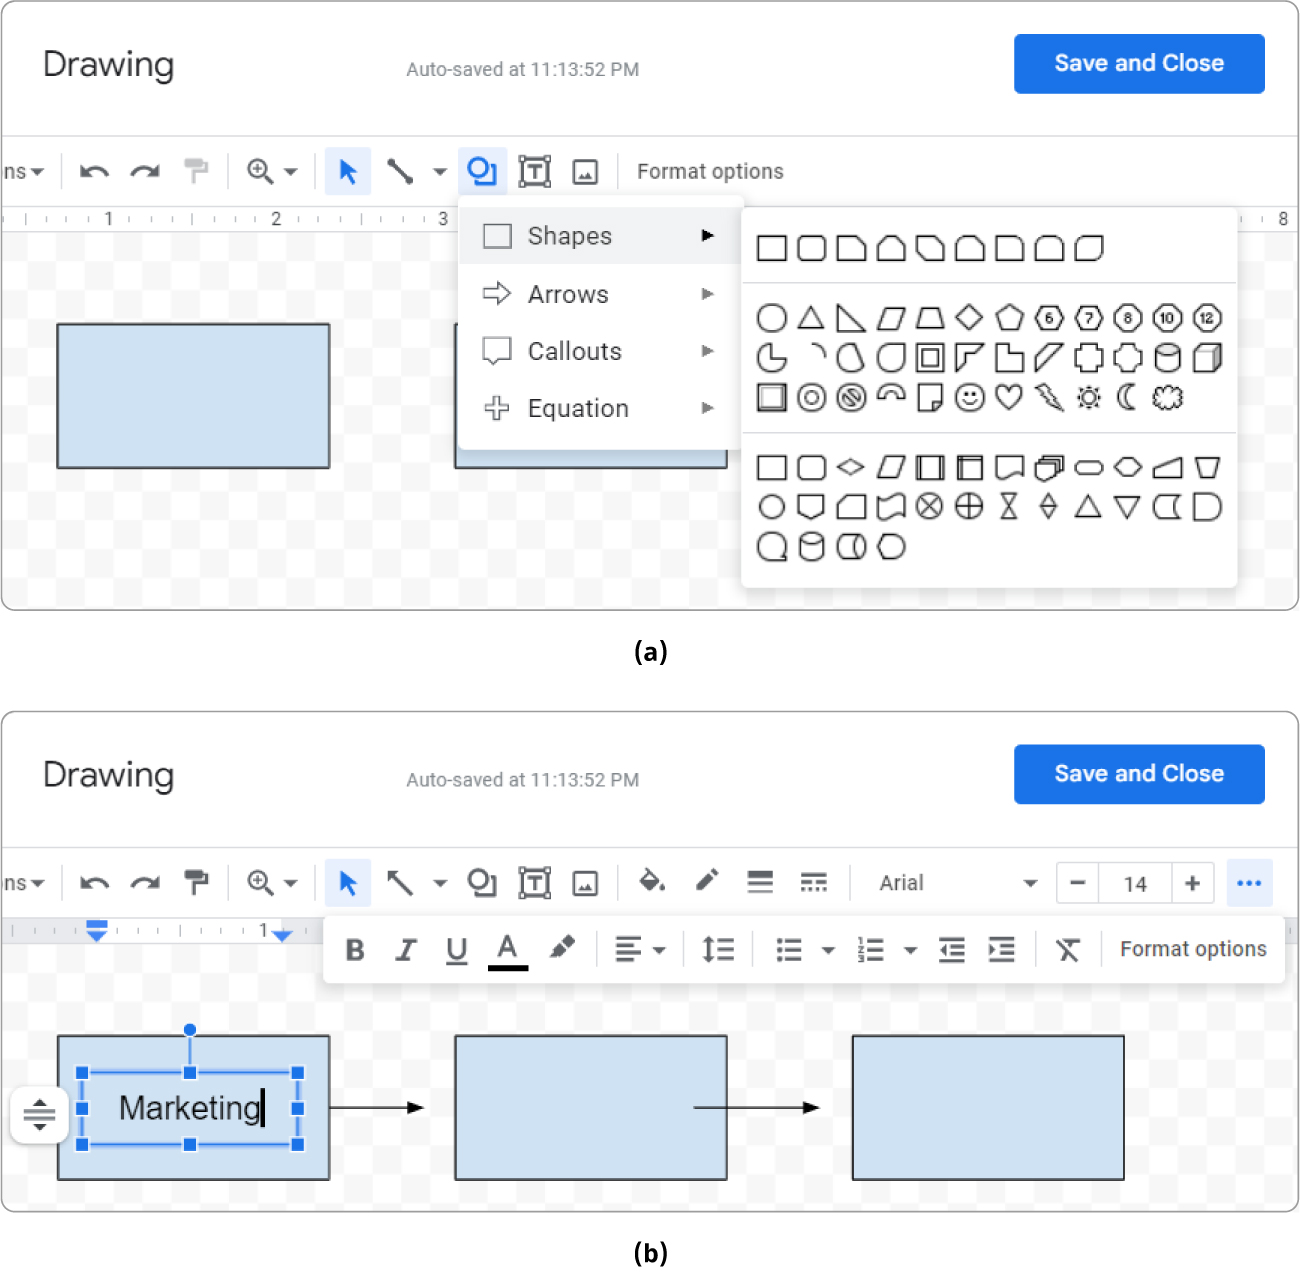 Drawing Auto-saved at 11:13:52 PM Save and Close
ns Format options
1 2 3 8
Shapes
Arrows
Callouts
Equation
6 7 8 10 12
(a)
Drawing Auto-saved at 11:13:52 PM Save and Close
ns Arial − 14 +
1
B I U A Format options
Marketing
(b)